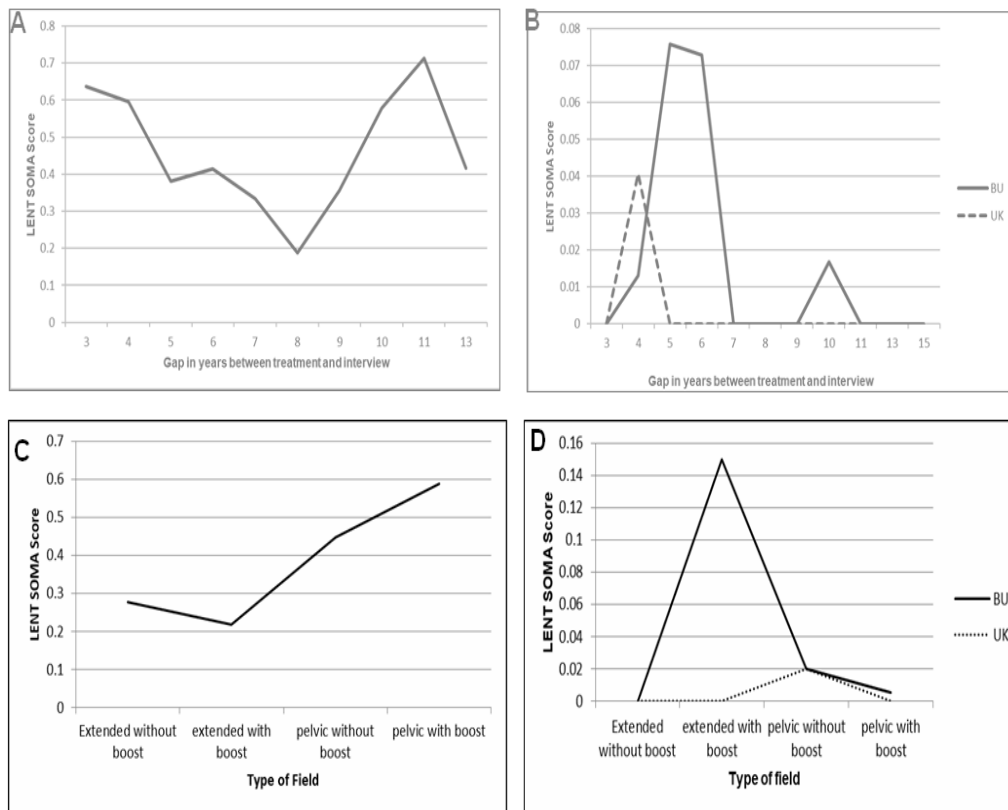 A
LENT SOMA Score
0.8
0.7
0.6
0.5
0.4
0.3
0.2
0.1
0
3 4 5 6 7 8 9 10 11 13
Gap in years between treatment and interview
B
LENT SOMA Score
0.08
0.07
0.06
0.05
0.04
0.03
0.02
0.01
0
3 4 5 6 7 8 9 10 11 13 15
Gap in years between treatment and interview
BU
UK
C
LENT SOMA Score
0.7
0.6
0.5
0.4
0.3
0.2
0.1
0
Extended without boost
extended with boost
pelvic without boost
pelvic with boost
Type of Field
D
LENT SOMA Score
0.16
0.14
0.12
0.1
0.08
0.06
0.04
0.02
0
Extended without boost
extended with boost
pelvic without boost
pelvic with boost
Type of field
BU
UK